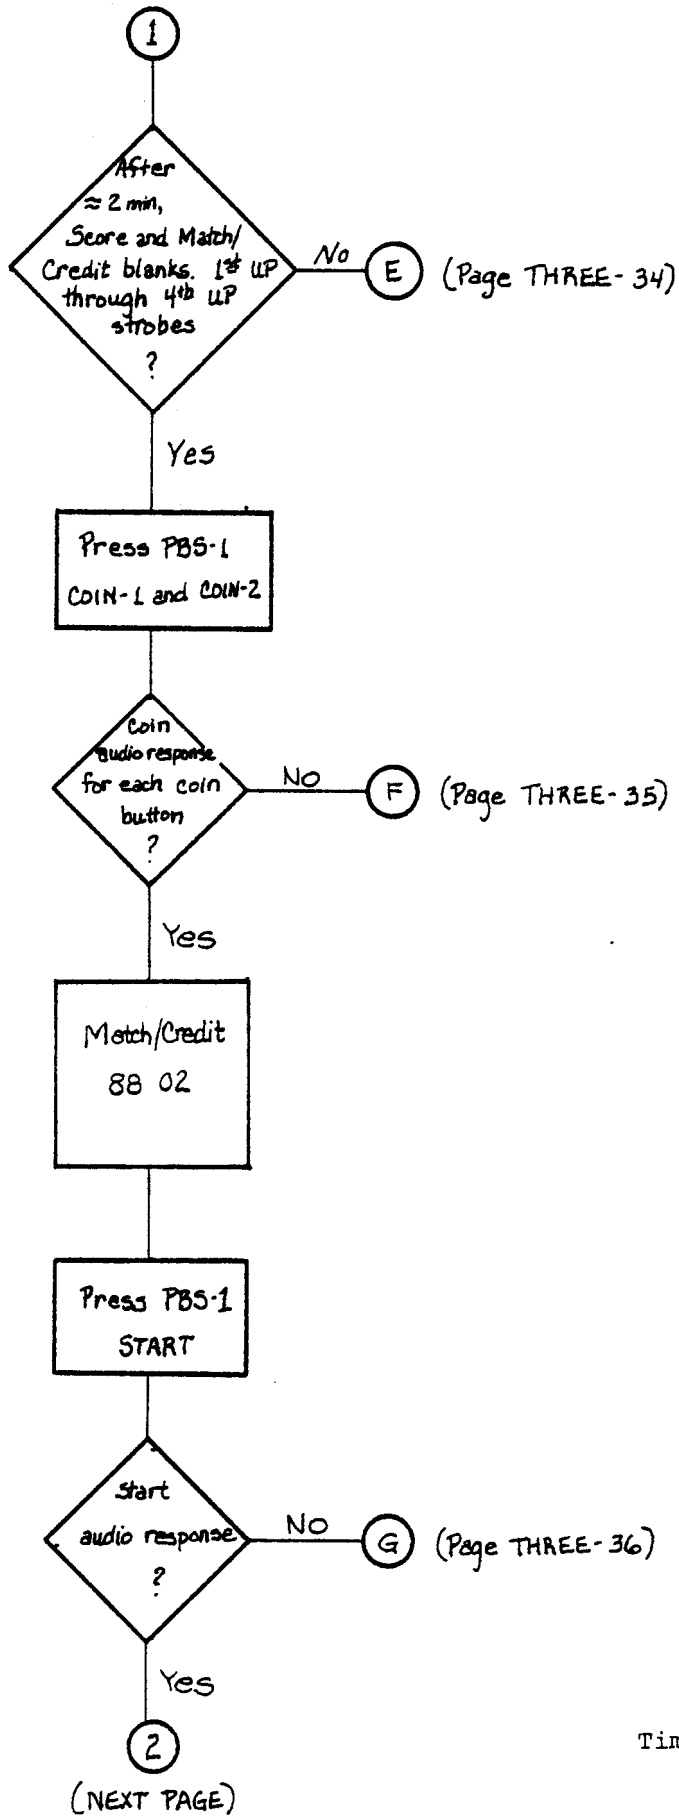 1
After
≈ 2 min,
Score and Match/
Credit blanks. 1st UP
through 4th UP
strobes
?
No
E
(Page THREE-34)
Yes
Press PBS-1
COIN-1 and COIN-2
Coin
audio response
for each coin
button
?
NO
F
(Page THREE-35)
Yes
Match/Credit
88 02
Press PBS-1
START
Start
audio response
?
NO
G
(Page THREE-36)
Yes
2
(NEXT PAGE)